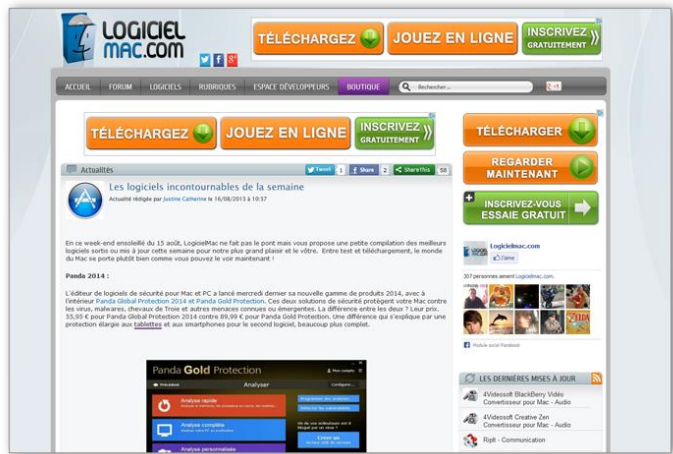 LOGICIEL
MAC.COM
TÉLÉCHARGEZ
JOUEZ EN LIGNE
INSCRIVEZ
GRATUITEMENT
ACCUEIL FORUM LOGICIELS RUBRIQUES ESPACE DÉVELOPPEURS BOUTIQUE Rechercher...
TÉLÉCHARGEZ
JOUEZ EN LIGNE
INSCRIVEZ
GRATUITEMENT
TÉLÉCHARGER
REGARDER
MAINTENANT
INSCRIVEZ-VOUS
ESSAIE GRATUIT
Actualités
Tweet 1 Share 2 ShareThis 58
Les logiciels incontournables de la semaine
Actualité rédigée par Justine Catherine le 16/08/2013 à 10:37
En ce week-end ensoleillé du 15 août, LogicielMac ne fait pas le pont mais vous propose une petite compilation des meilleurs
logiciels sortis ou mis à jour cette semaine pour notre plus grand plaisir et le vôtre. Entre test et téléchargement, le monde
du Mac se porte plutôt bien comme vous pouvez le voir maintenant !
Panda 2014 :
L'éditeur de logiciels de sécurité pour Mac et PC a lancé mercredi dernier sa nouvelle gamme de produits 2014, avec à
l'intérieur Panda Global Protection 2014 et Panda Gold Protection. Ces deux solutions de sécurité protègent votre Mac contre
les virus, malwares, chevaux de Troie et autres menaces connues ou émergentes. La différence entre les deux ? Leur prix.
55,93 € pour Panda Global Protection 2014 contre 89,99 € pour Panda Gold Protection. Une différence qui s'explique par une
protection élargie aux tablettes et aux smartphones pour le second logiciel, beaucoup plus complet.
Logicielmac.com
J'aime
307 personnes aiment Logicielmac.com.
Module social Facebook
Panda Gold Protection
Mon compte
Précédent
Analyser
Configurer...
Analyse rapide
Analyse complète
Analyse personnalisée
Créer un
LES DERNIÈRES MISES À JOUR
4Videosoft BlackBerry Vidéo
Convertisseur pour Mac - Audio
4Videosoft Creative Zen
Convertisseur pour Mac - Audio
RipIt - Communication